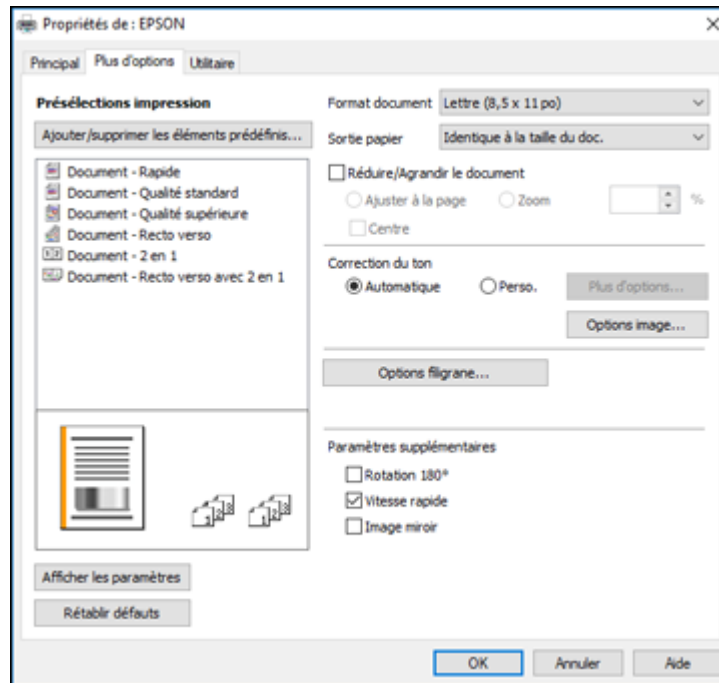 Propriétés de : EPSON
Principal Plus d'options Utilitaire
Présélections impression
Ajouter/supprimer les éléments prédéfinis...
Document - Rapide
Document - Qualité standard
Document - Qualité supérieure
Document - Recto verso
Document - 2 en 1
Document - Recto verso avec 2 en 1
Afficher les paramètres
Rétablir défauts
Format document Lettre (8,5 x 11 po)
Sortie papier Identique à la taille du doc.
Réduire/Agrandir le document
Ajuster à la page Zoom %
Centre
Correction du ton
Automatique Perso. Plus d'options...
Options image...
Options filigrane...
Paramètres supplémentaires
Rotation 180°
Vitesse rapide
Image miroir
OK Annuler Aide